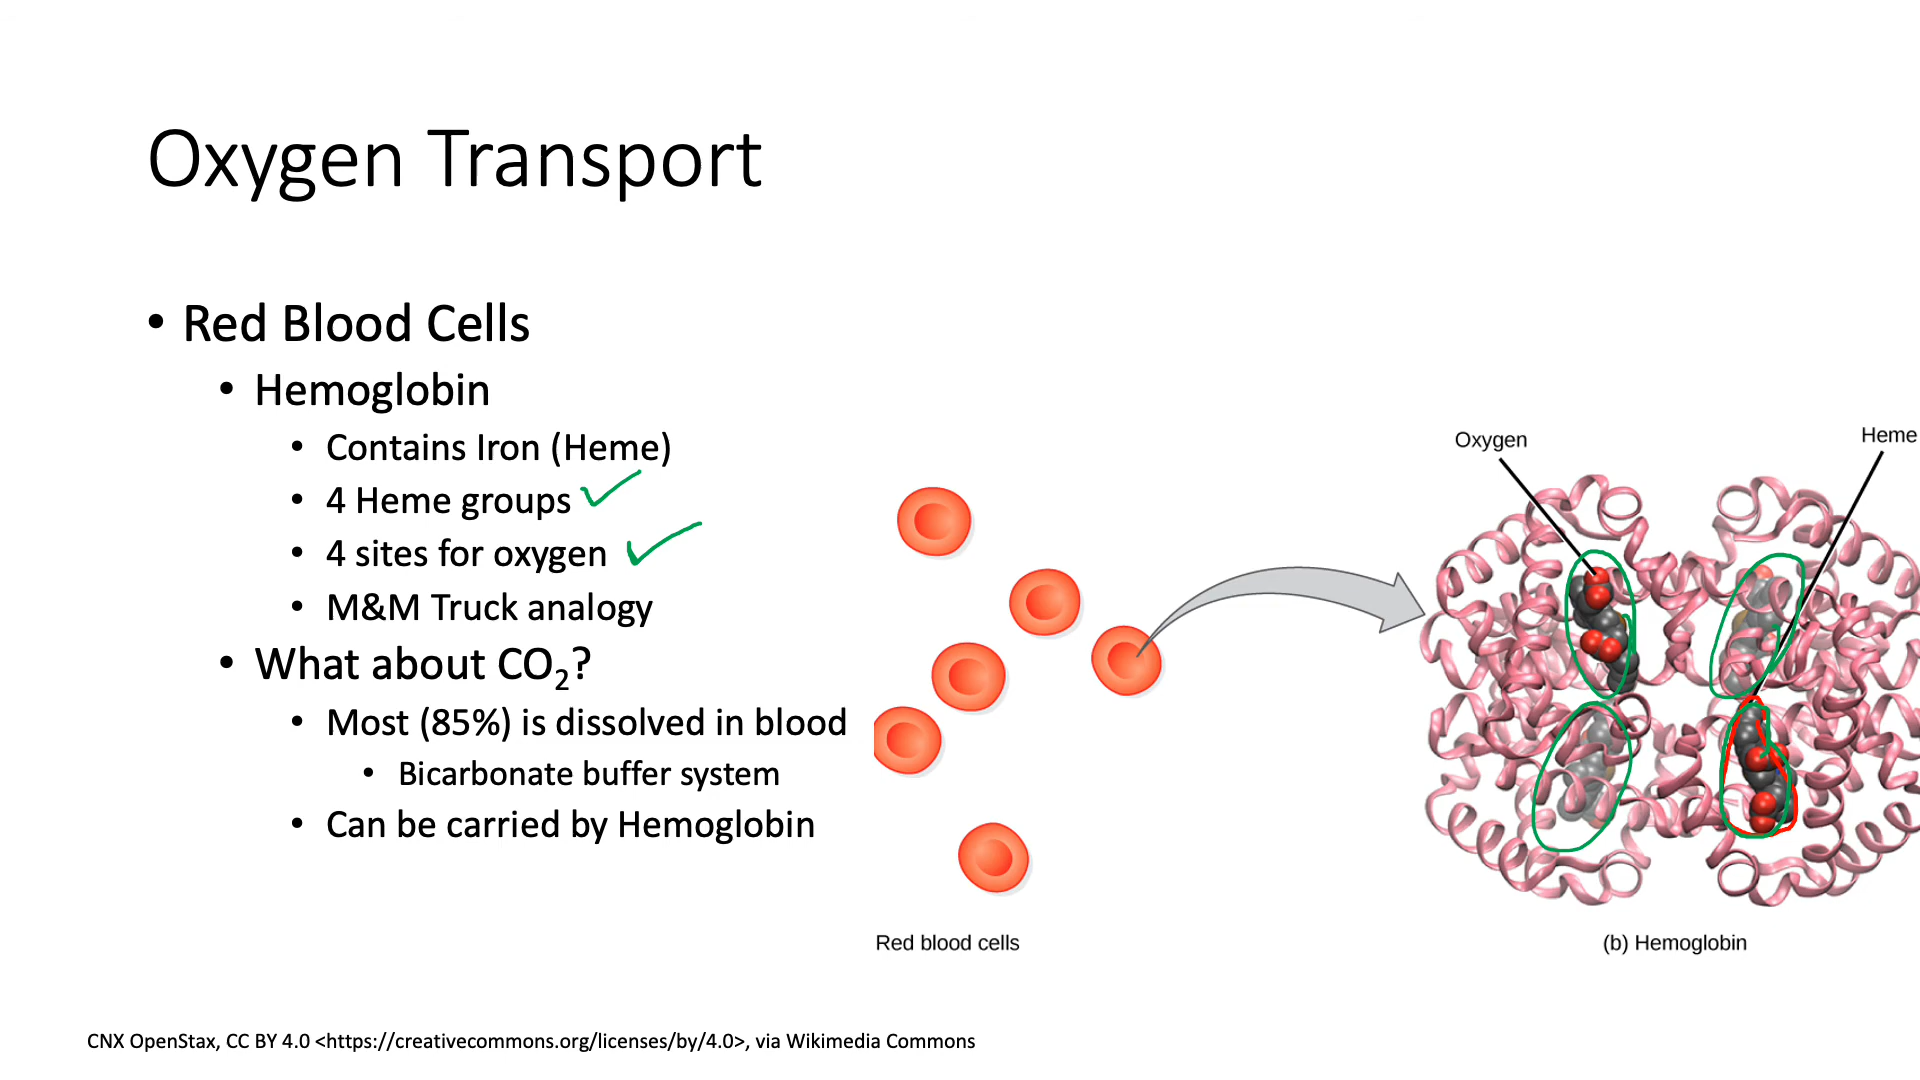 Oxygen Transport
• Red Blood Cells
• Hemoglobin
• Contains Iron (Heme)
• 4 Heme groups
• 4 sites for oxygen
• M&M Truck analogy
• What about CO₂?
• Most (85%) is dissolved in blood
• Bicarbonate buffer system
• Can be carried by Hemoglobin
Oxygen
Heme
Red blood cells
(b) Hemoglobin
CNX OpenStax, CC BY 4.0 <https://creativecommons.org/licenses/by/4.0>, via Wikimedia Commons